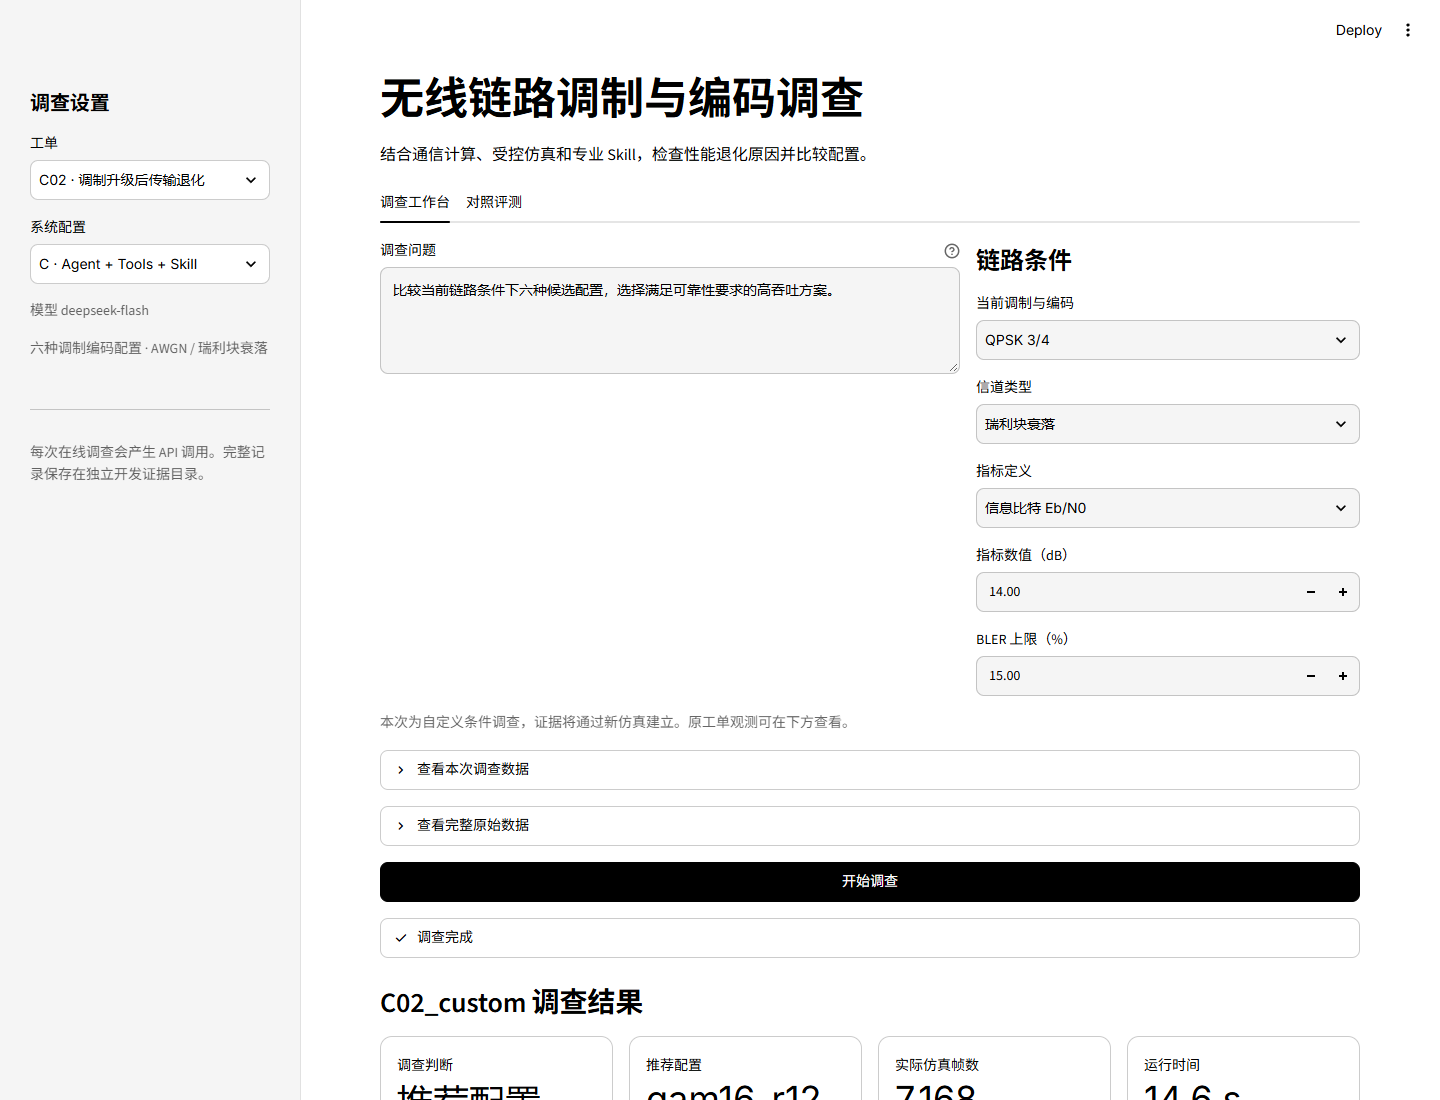 Deploy
调查设置
工单
C02 · 调制升级后传输退化
系统配置
C · Agent + Tools + Skill
模型 deepseek-flash
六种调制编码配置 · AWGN / 瑞利块衰落
每次在线调查会产生 API 调用。完整记
录保存在独立开发证据目录。
无线链路调制与编码调查
结合通信计算、受控仿真和专业 Skill，检查性能退化原因并比较配置。
调查工作台
对照评测
调查问题
比较当前链路条件下六种候选配置，选择满足可靠性要求的高吞吐方案。
链路条件
当前调制与编码
QPSK 3/4
信道类型
瑞利块衰落
指标定义
信息比特 Eb/N0
指标数值（dB）
14.00
BLER 上限（%）
15.00
本次为自定义条件调查，证据将通过新仿真建立。原工单观测可在下方查看。
查看本次调查数据
查看完整原始数据
开始调查
调查完成
C02_custom 调查结果
调查判断
推荐配置
推荐配置
qam16_r12
实际仿真帧数
7,168
运行时间
14.6 s